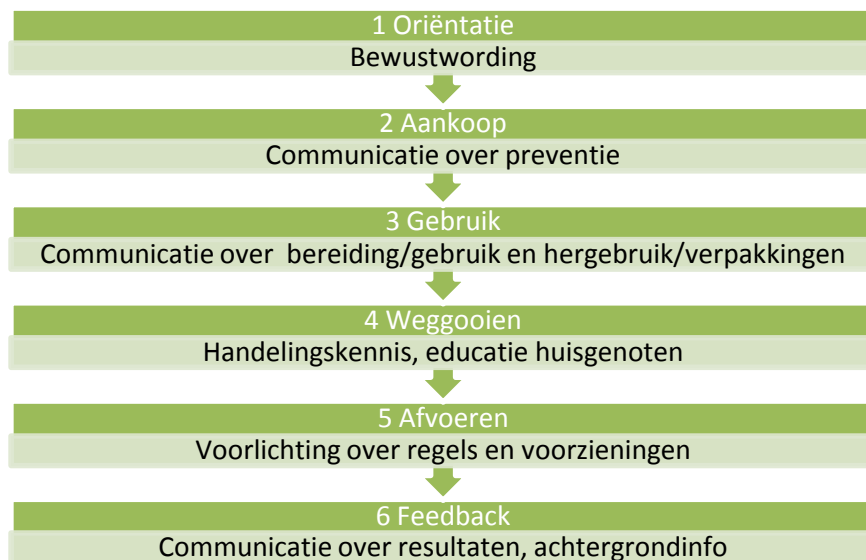 1 Oriëntatie
Bewustwording
2 Aankoop
Communicatie over preventie
3 Gebruik
Communicatie over bereiding/gebruik en hergebruik/verpakkingen
4 Weggooien
Handelingskennis, educatie huisgenoten
5 Afvoeren
Voorlichting over regels en voorzieningen
6 Feedback
Communicatie over resultaten, achtergrondinfo